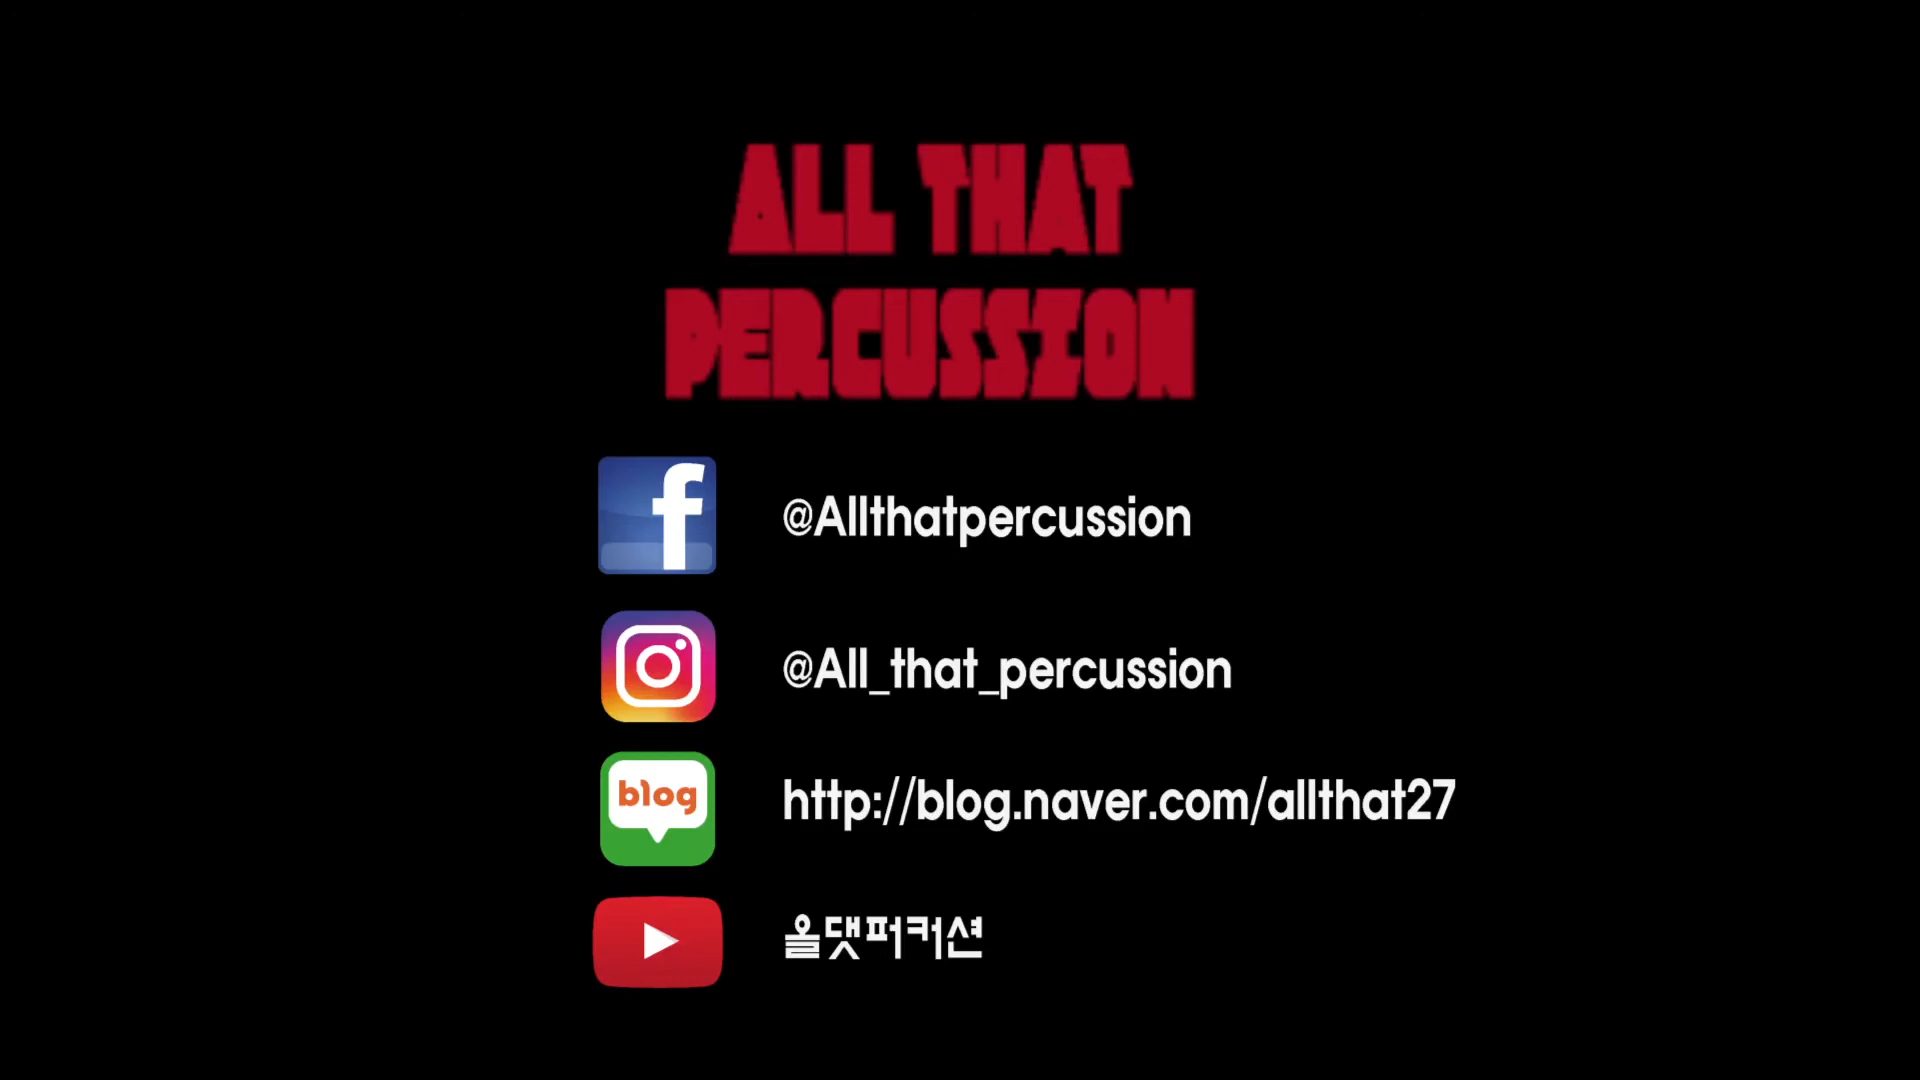 ALL THAT
PERCUSSION
@Allthatpercussion
@All_that_percussion
blog
http://blog.naver.com/allthat27
올댓퍼커션